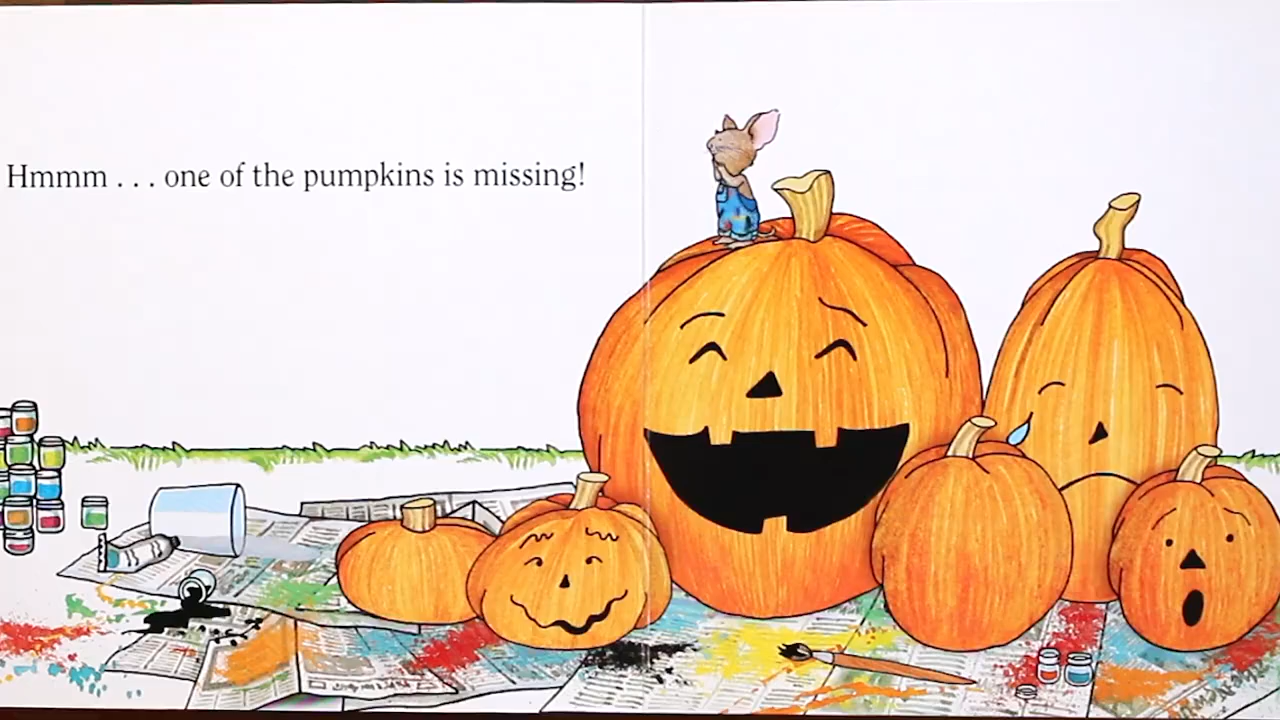 Hmmm . . . one of the pumpkins is missing!